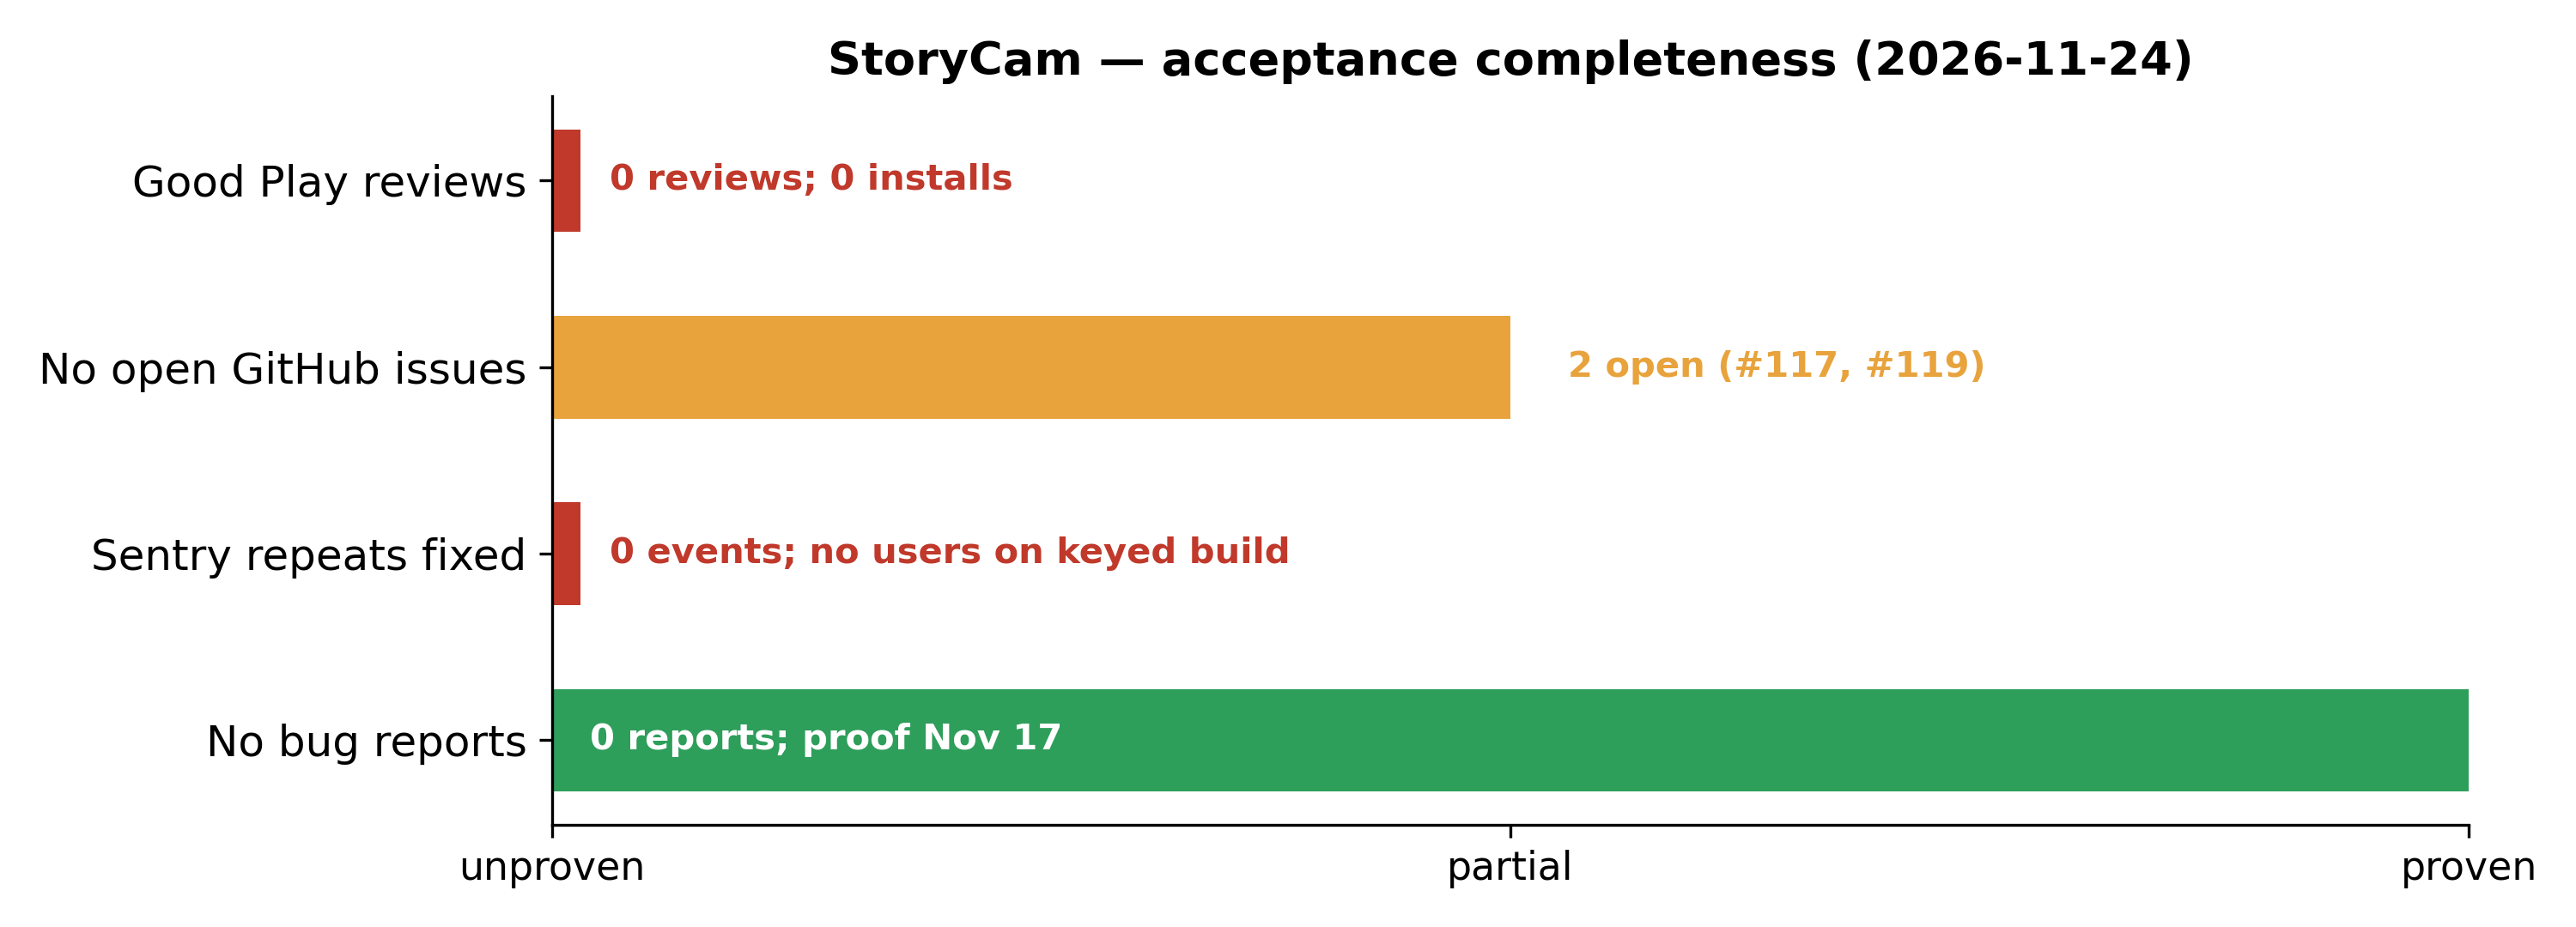 StoryCam — acceptance completeness (2026-11-24)
Good Play reviews
0 reviews; 0 installs
No open GitHub issues
2 open (#117, #119)
Sentry repeats fixed
0 events; no users on keyed build
No bug reports
0 reports; proof Nov 17
unproven
partial
proven